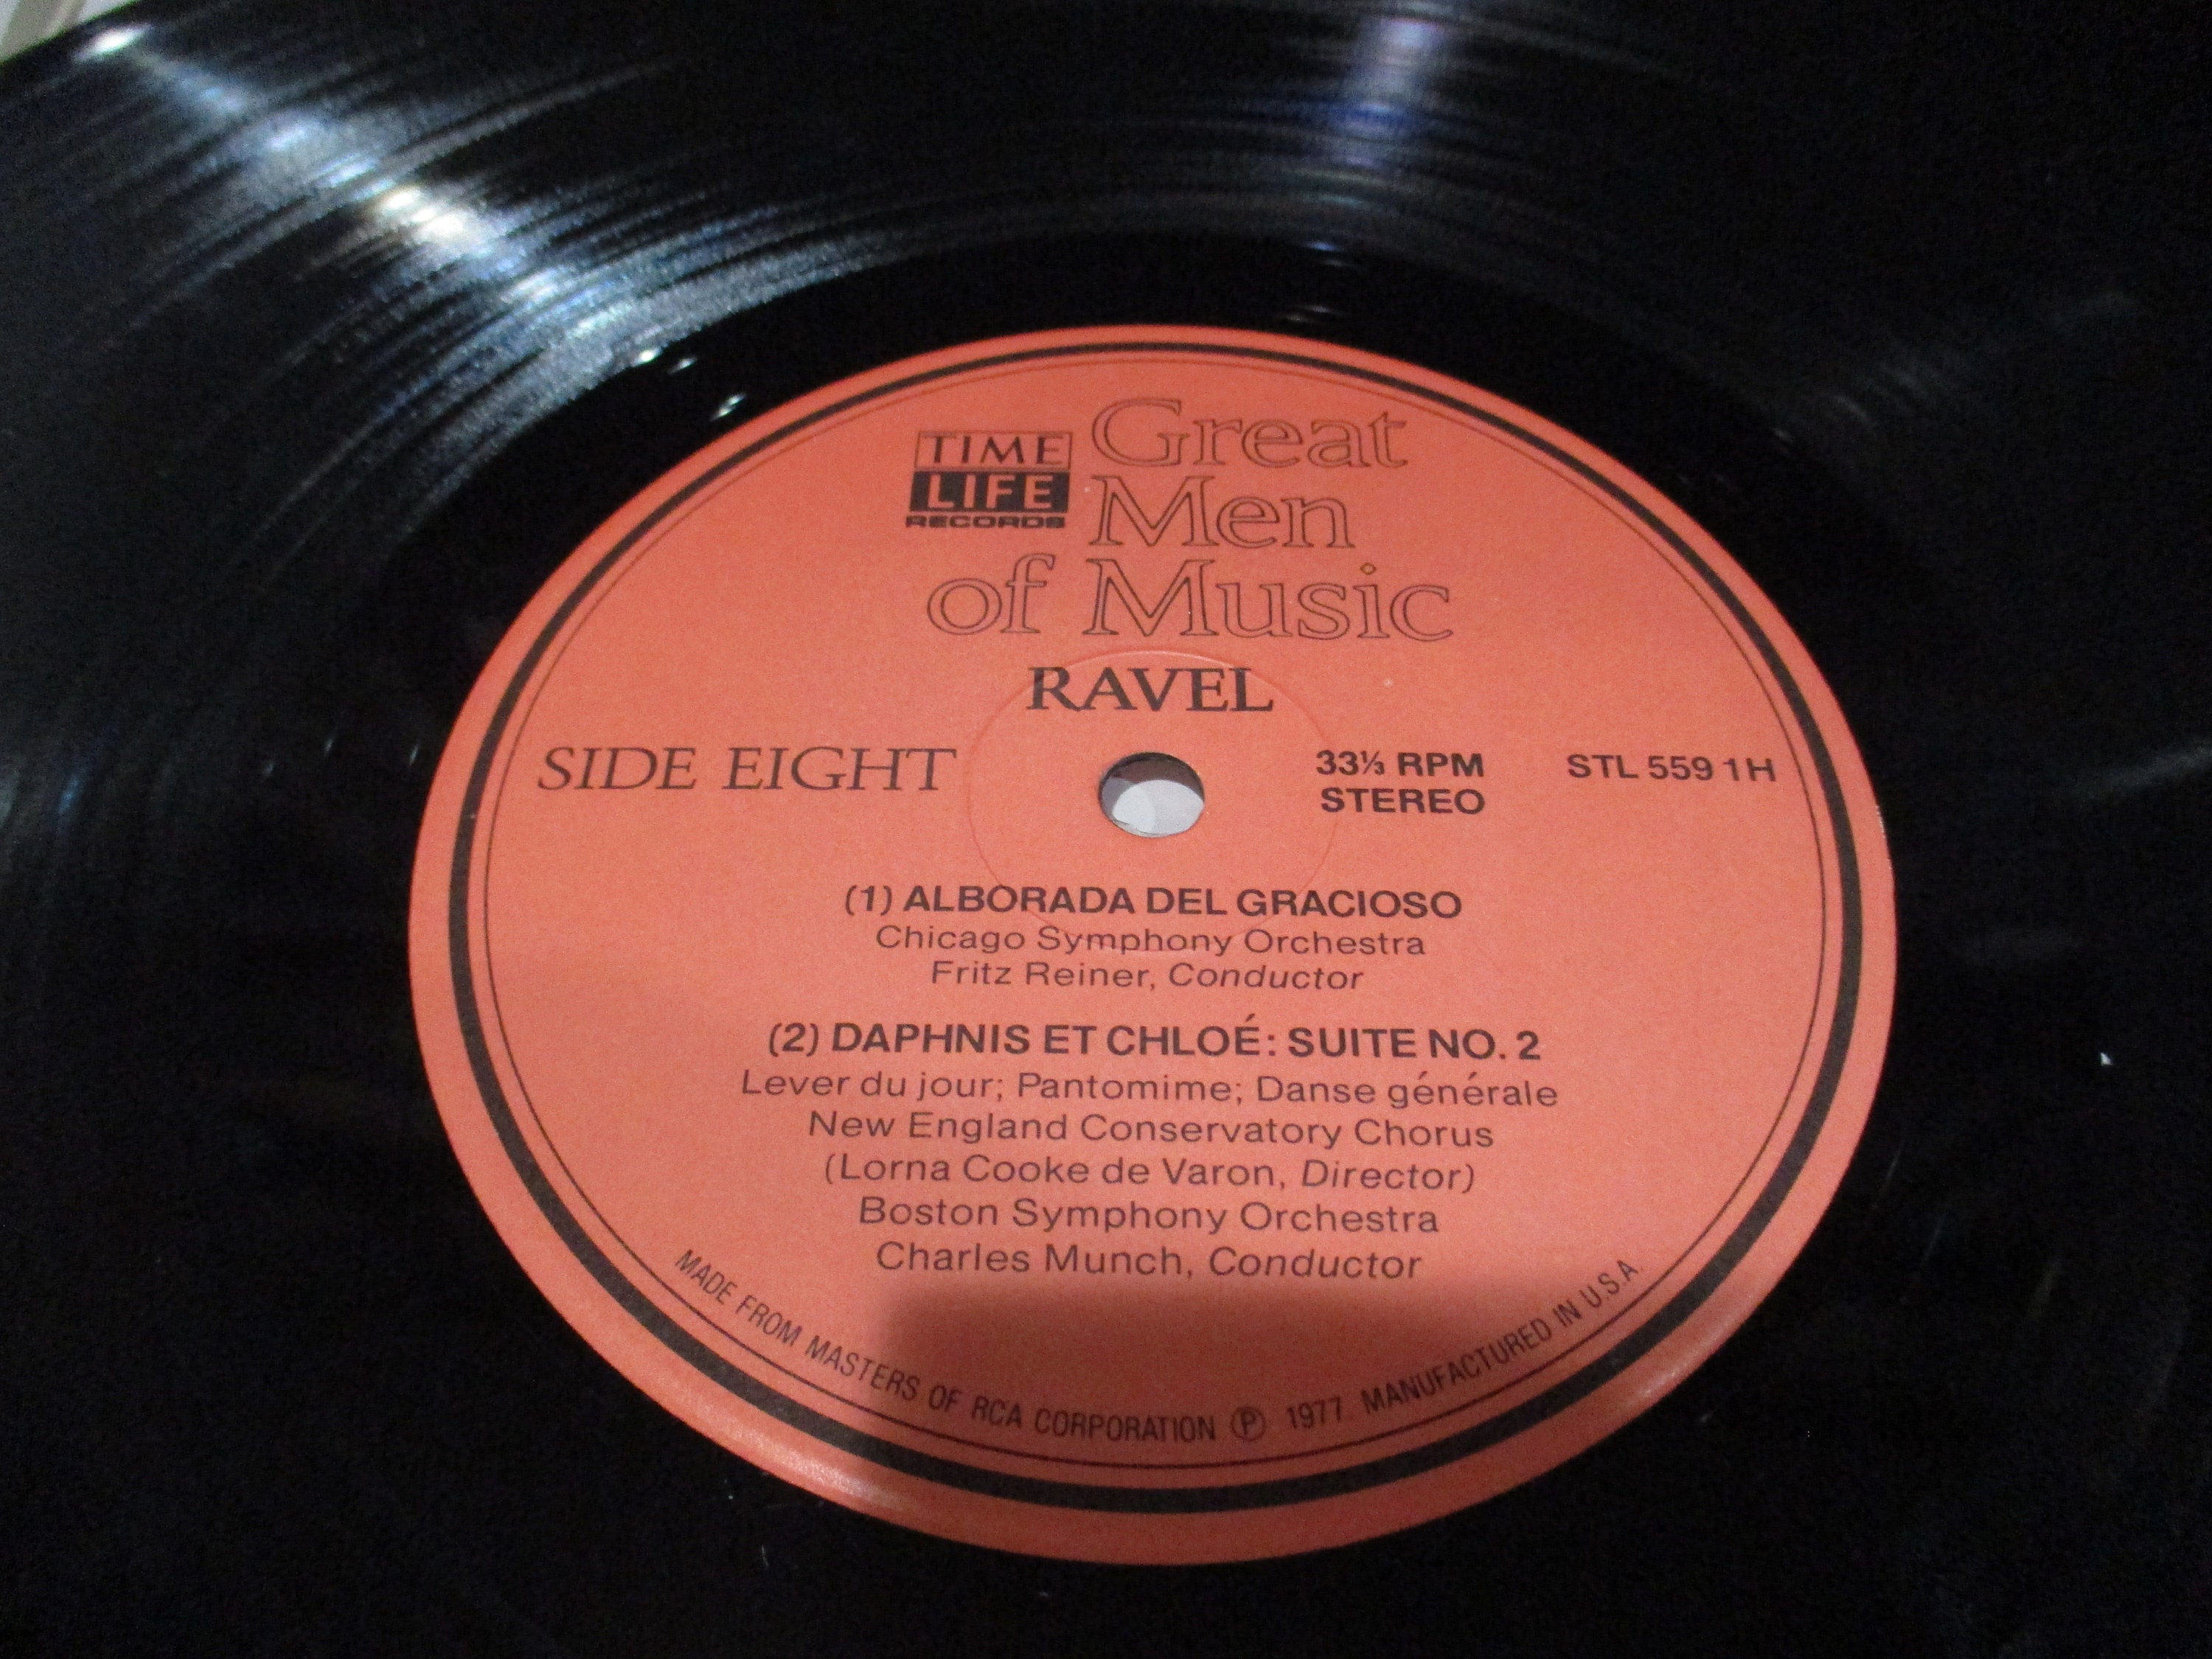 TIME
LIFE
RECORDS
Great
Men
of Music
RAVEL
SIDE EIGHT
33⅓ RPM
STEREO
STL 559 1H
(1) ALBORADA DEL GRACIOSO
Chicago Symphony Orchestra
Fritz Reiner, Conductor
(2) DAPHNIS ET CHLOÉ: SUITE NO. 2
Lever du jour; Pantomime; Danse générale
New England Conservatory Chorus
(Lorna Cooke de Varon, Director)
Boston Symphony Orchestra
Charles Munch, Conductor
MADE FROM MASTERS OF RCA CORPORATION ℗ 1977 MANUFACTURED IN U.S.A.